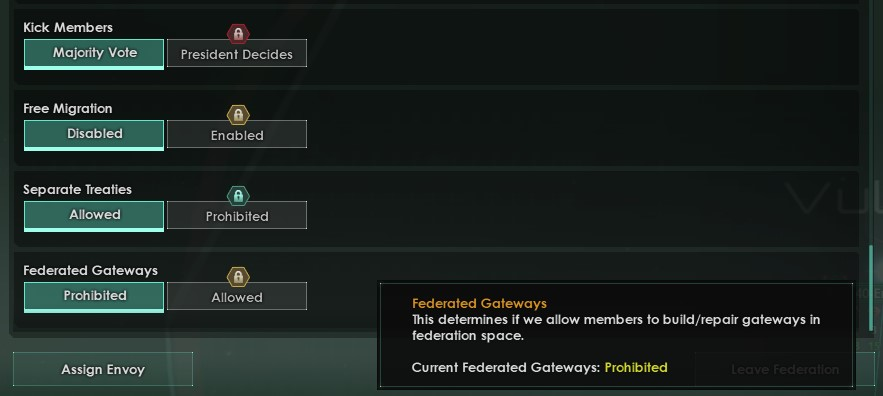 Kick Members
Majority Vote
President Decides
Free Migration
Disabled
Enabled
Separate Treaties
Allowed
Prohibited
Federated Gateways
Prohibited
Allowed
Federated Gateways
This determines if we allow members to build/repair gateways in
federation space.
Current Federated Gateways: Prohibited
Assign Envoy
Leave Federation